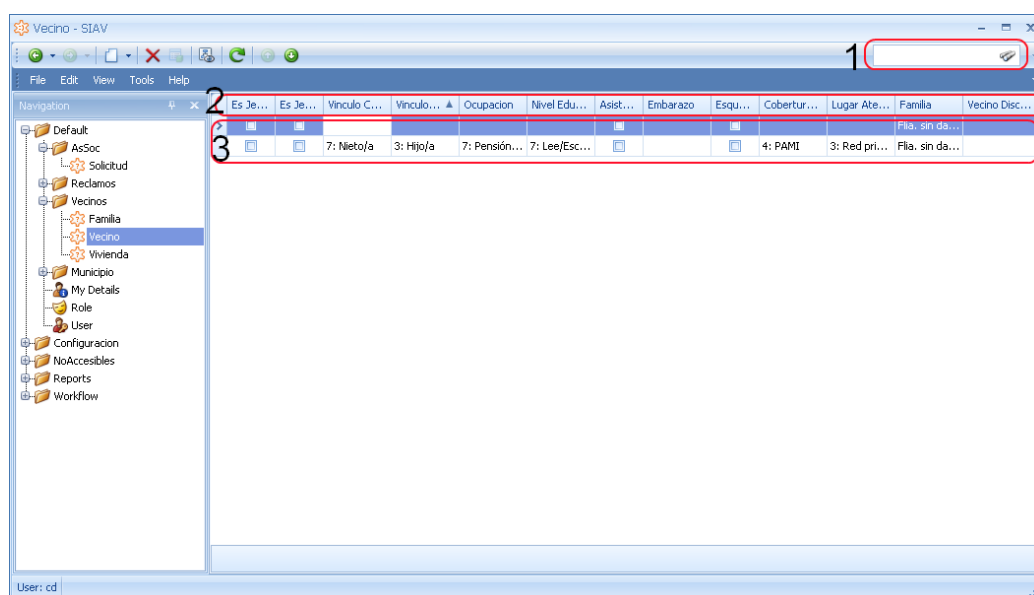 Vecino - SIAV
1
File Edit View Tools Help
Navigation
2
Es Je... Es Je... Vinculo C... Vinculo... Ocupacion Nivel Edu... Asist... Embarazo Esqu... Cobertur... Lugar Ate... Familia Vecino Disc...
Flia. sin da...
3
7: Nieto/a 3: Hijo/a 7: Pensión... 7: Lee/Esc... 4: PAMI 3: Red pri... Flia. sin da...
Default
AsSoc
Solicitud
Reclamos
Vecinos
Familia
Vecino
Vivienda
Municipio
My Details
Role
User
Configuracion
NoAccesibles
Reports
Workflow
User: cd